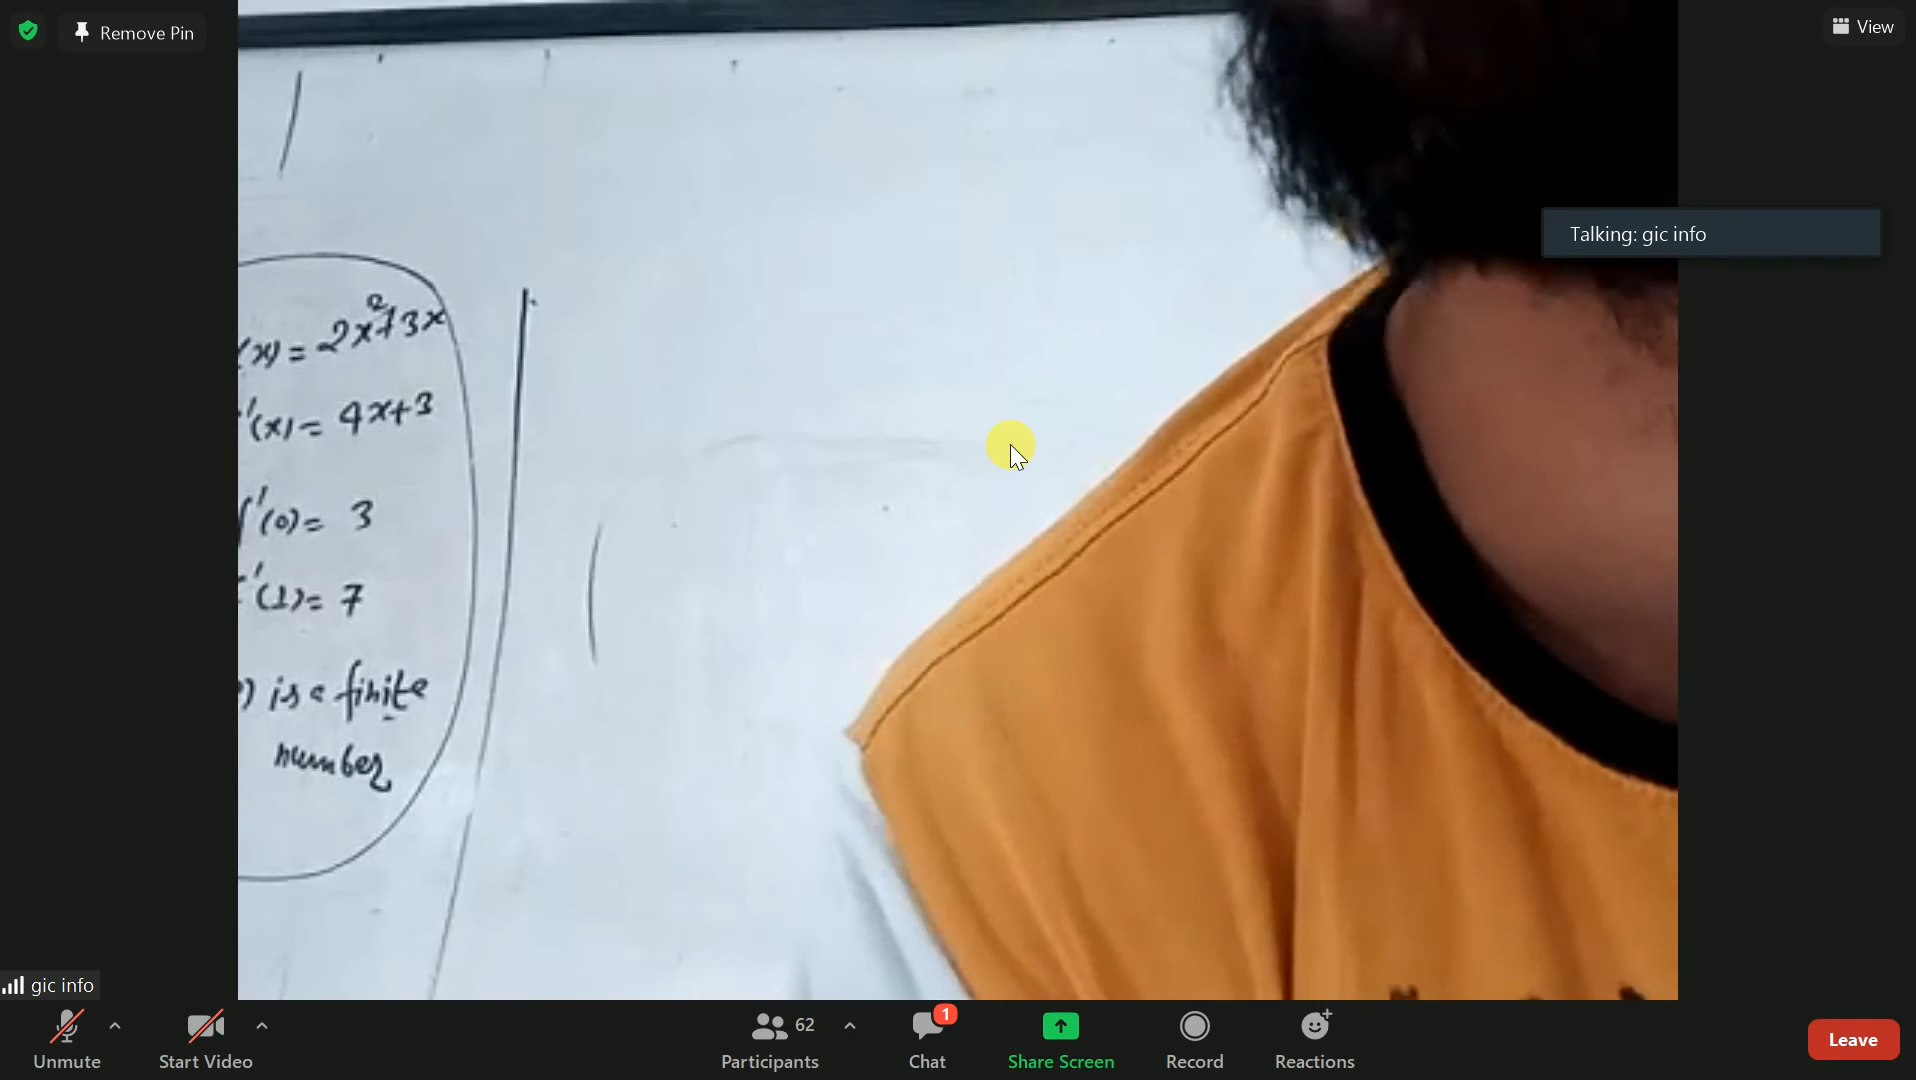 Remove Pin
View
Talking: gic info
(x) = 2x²+3x
'(x) = 4x+3
f'(0) = 3
'(1) = 7
) is a finite
number
gic info
Unmute
Start Video
62
Participants
1
Chat
Share Screen
Record
Reactions
Leave